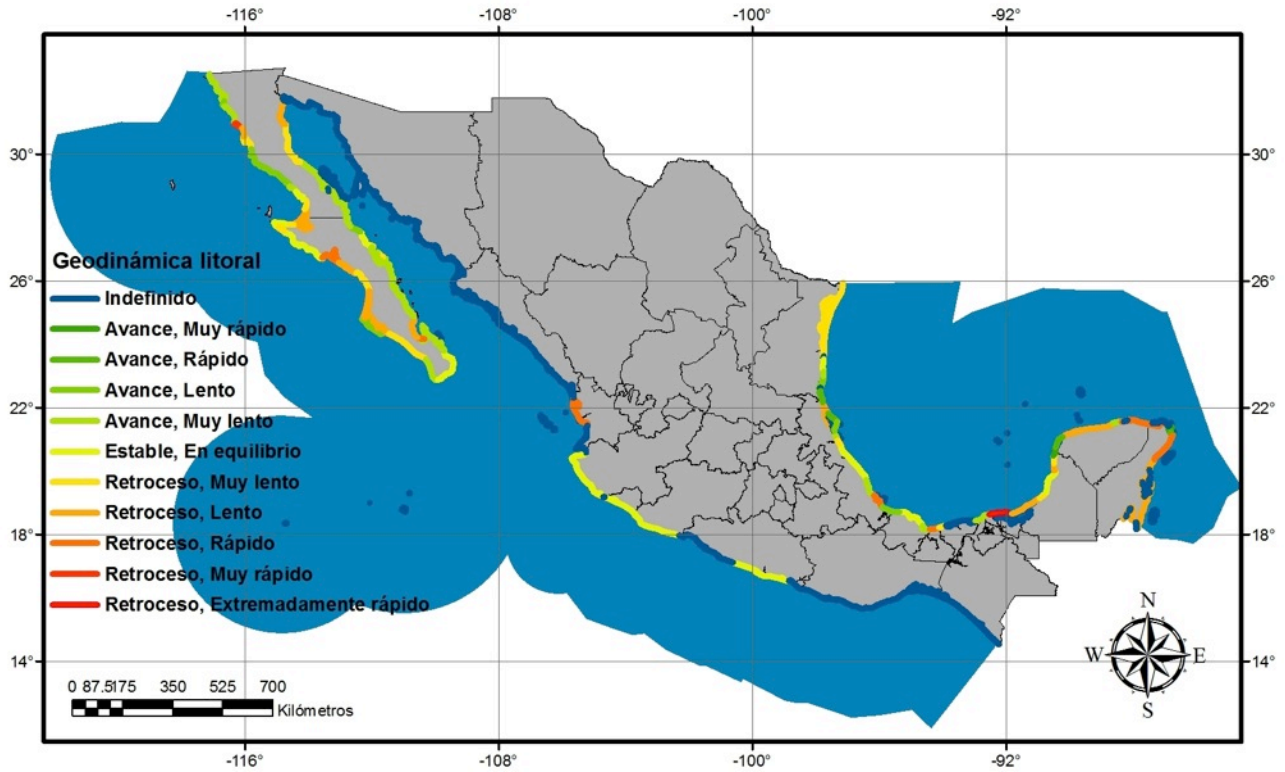 -116° -108° -100° -92°
30° 30°
Geodinámica litoral
26° 26°
Indefinido
Avance, Muy rápido
Avance, Rápido
Avance, Lento
22° 22°
Avance, Muy lento
Estable, En equilibrio
Retroceso, Muy lento
Retroceso, Lento
18° 18°
Retroceso, Rápido
Retroceso, Muy rápido
Retroceso, Extremadamente rápido
N
W E
S
14° 14°
0 87.5175 350 525 700
Kilómetros
-116° -108° -100° -92°